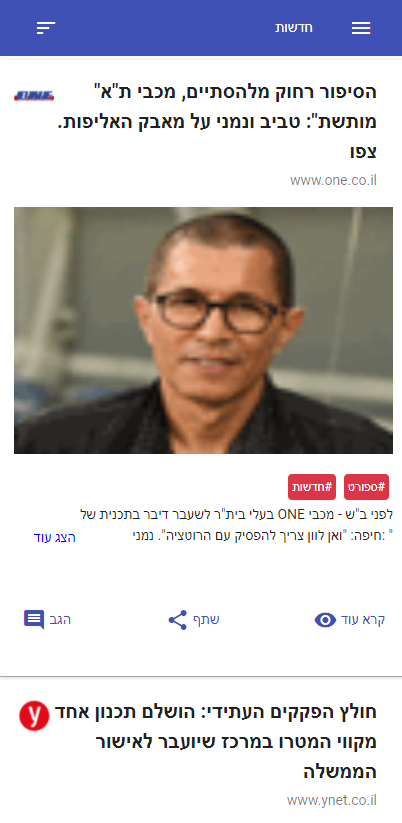 חדשות
ONE
הסיפור רחוק מלהסתיים, מכבי ת"א"
מותשת": טביב ונמני על מאבק האליפות.
צפו
www.one.co.il
#ספורט #חדשות
לפני ב"ש - מכבי ONE בעלי בית"ר לשעבר דיבר בתכנית של
" :חיפה: "ואן לוון צריך להפסיק עם הרוטציה". נמני
הצג עוד
קרא עוד
שתף
הגב
y
חולץ הפקקים העתידי: הושלם תכנון אחד
מקווי המטרו במרכז שיועבר לאישור
הממשלה
www.ynet.co.il